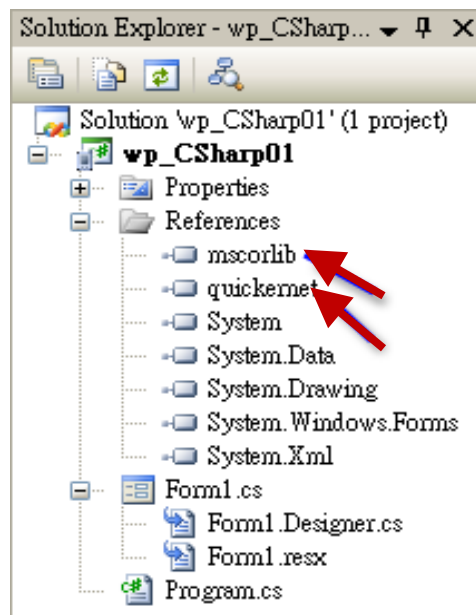 Solution Explorer - wp_CSharp...
Solution 'wp_CSharp01' (1 project)
wp_CSharp01
Properties
References
mscorlib
quickernet
System
System.Data
System.Drawing
System.Windows.Forms
System.Xml
Form1.cs
Form1.Designer.cs
Form1.resx
Program.cs